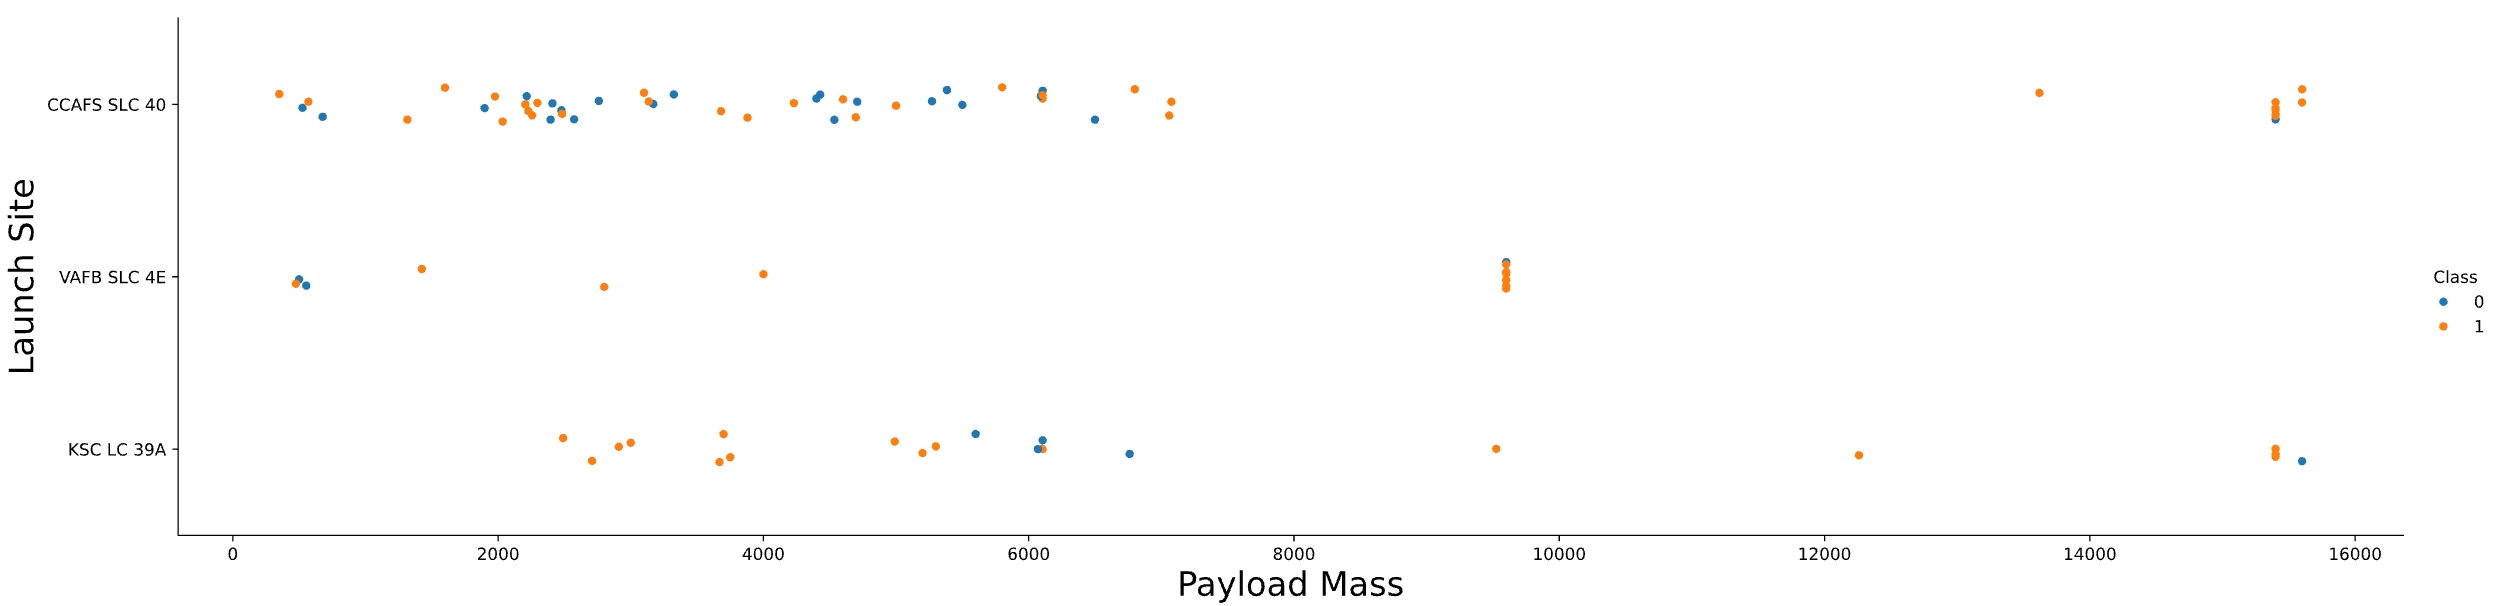 Launch Site
CCAFS SLC 40
VAFB SLC 4E
KSC LC 39A
0 2000 4000 6000 8000 10000 12000 14000 16000
Payload Mass
Class
0
1